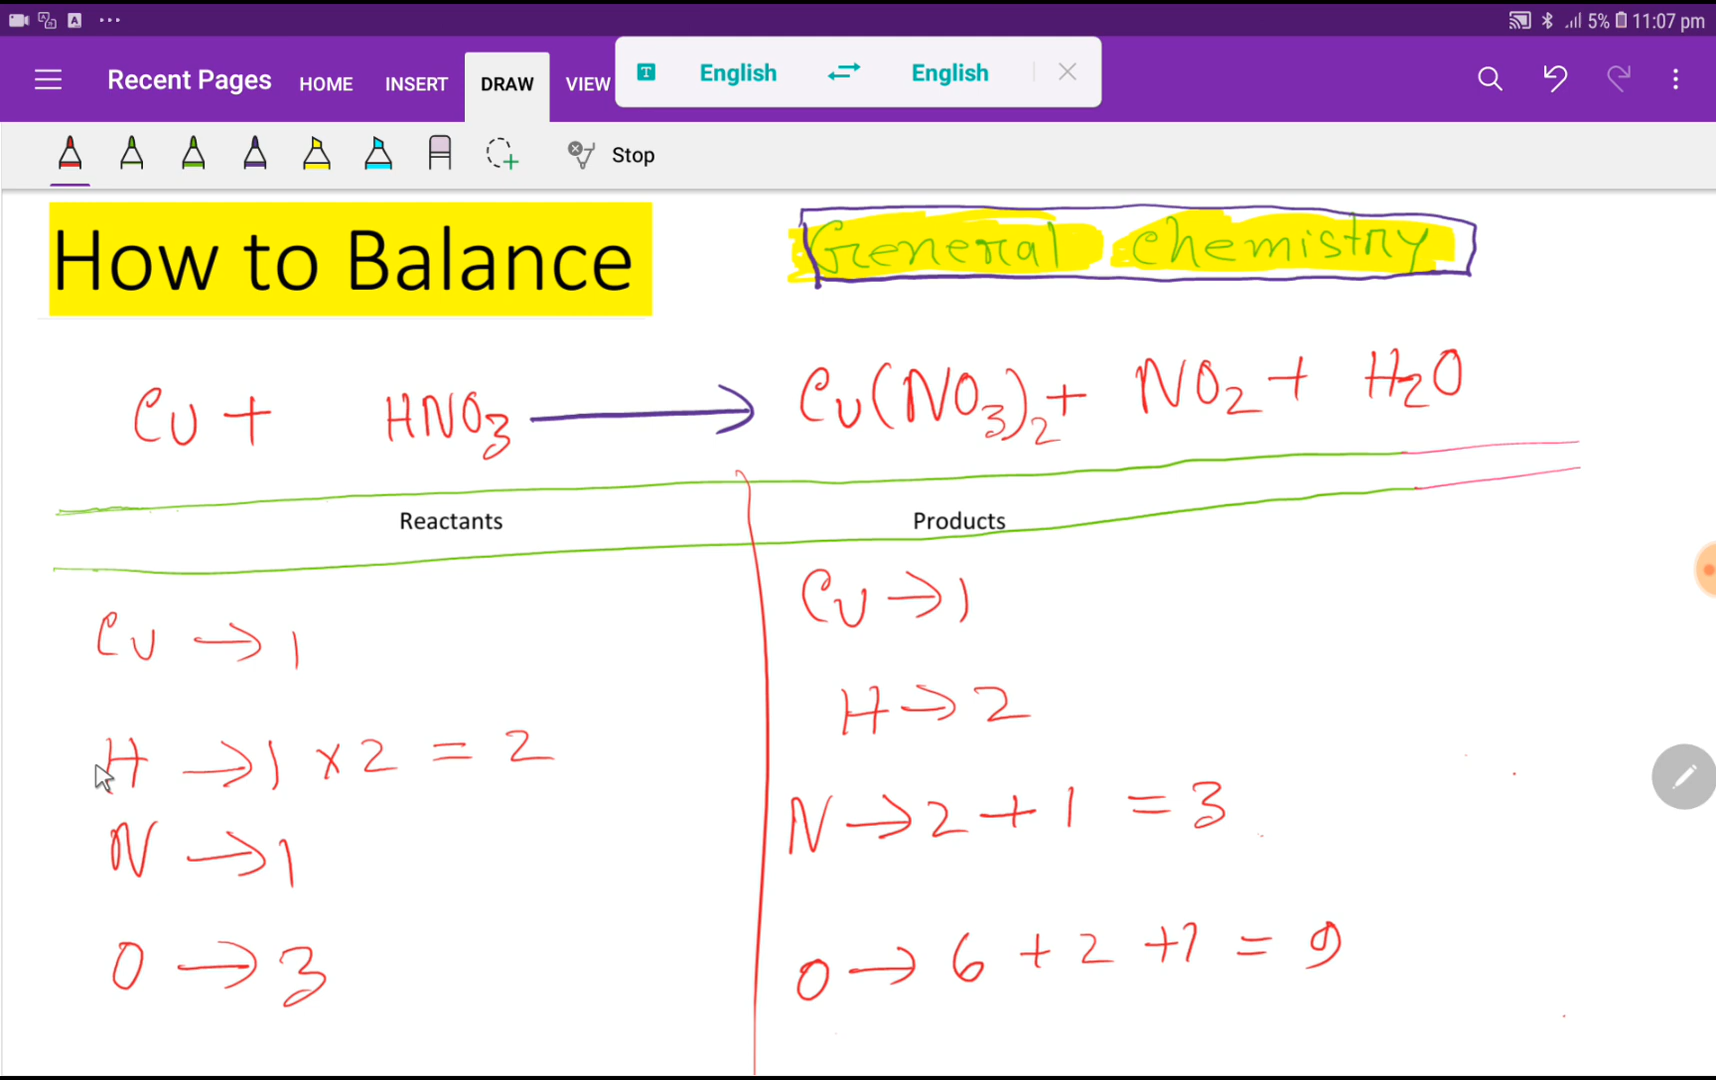 5% 11:07 pm
Recent Pages HOME INSERT DRAW VIEW English English
Stop
How to Balance
General chemistry
Cu + HNO3 → Cu(NO3)2 + NO2 + H2O
Reactants Products
Cu → 1
Cu → 1
H → 1 × 2 = 2
H → 2
N → 1
N → 2 + 1 = 3
O → 3
O → 6 + 2 + 1 = 9